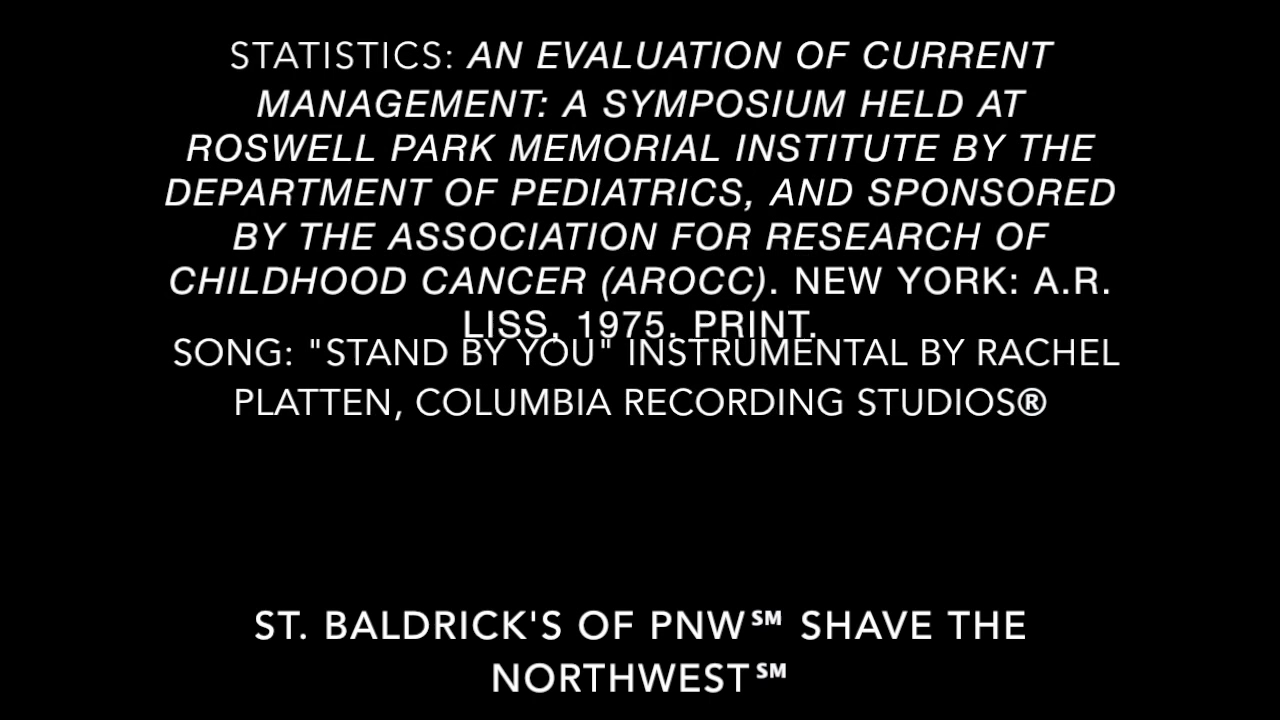 STATISTICS: AN EVALUATION OF CURRENT
MANAGEMENT: A SYMPOSIUM HELD AT
ROSWELL PARK MEMORIAL INSTITUTE BY THE
DEPARTMENT OF PEDIATRICS, AND SPONSORED
BY THE ASSOCIATION FOR RESEARCH OF
CHILDHOOD CANCER (AROCC). NEW YORK: A.R.
LISS, 1975. PRINT.
SONG: "STAND BY YOU" INSTRUMENTAL BY RACHEL
PLATTEN, COLUMBIA RECORDING STUDIOS®
ST. BALDRICK'S OF PNW℠ SHAVE THE
NORTHWEST℠